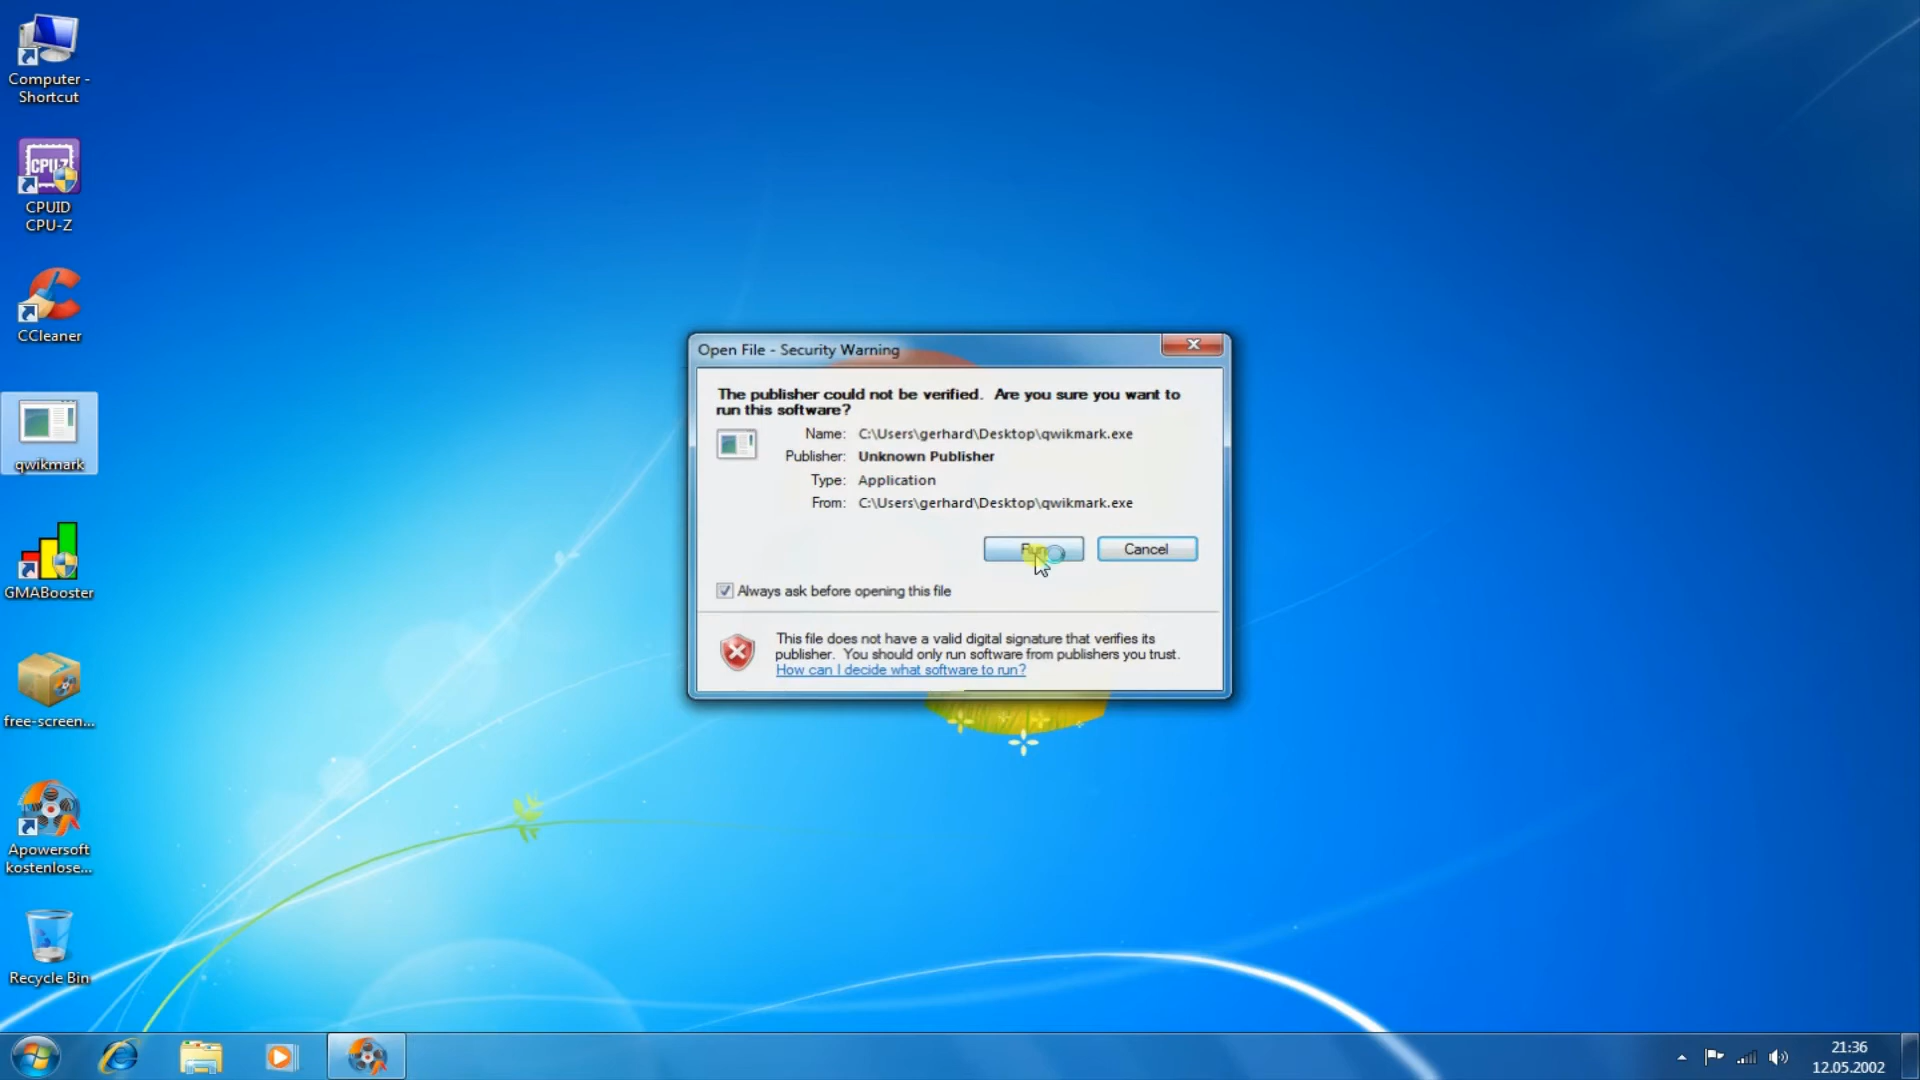 Computer -
Shortcut
CPU-Z
CPUID
CPU-Z
CCleaner
qwikmark
GMABooster
free-screen...
Apowersoft
kostenlose...
Recycle Bin
Open File - Security Warning
The publisher could not be verified. Are you sure you want to
run this software?
Name: C:\Users\gerhard\Desktop\qwikmark.exe
Publisher: Unknown Publisher
Type: Application
From: C:\Users\gerhard\Desktop\qwikmark.exe
Run Cancel
Always ask before opening this file
This file does not have a valid digital signature that verifies its
publisher. You should only run software from publishers you trust.
How can I decide what software to run?
21:36
12.05.2002